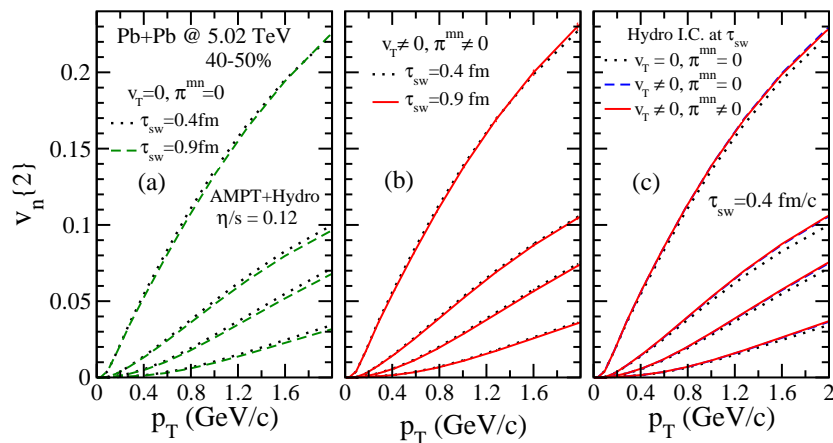 Pb+Pb @ 5.02 TeV
40-50%
v_T=0, π^mn=0
τ_sw=0.4fm
τ_sw=0.9fm
(a)
AMPT+Hydro
η/s = 0.12
v_T≠0, π^mn≠0
τ_sw=0.4 fm
τ_sw=0.9 fm
(b)
Hydro I.C. at τ_sw
v_T = 0, π^mn = 0
v_T ≠ 0, π^mn = 0
v_T ≠ 0, π^mn ≠ 0
(c)
τ_sw=0.4 fm/c
v_n{2}
0.2
0.15
0.1
0.05
0
0 0.4 0.8 1.2 1.6
0 0.4 0.8 1.2 1.6
0 0.4 0.8 1.2 1.6 2
p_T (GeV/c)
p_T (GeV/c)
p_T (GeV/c)